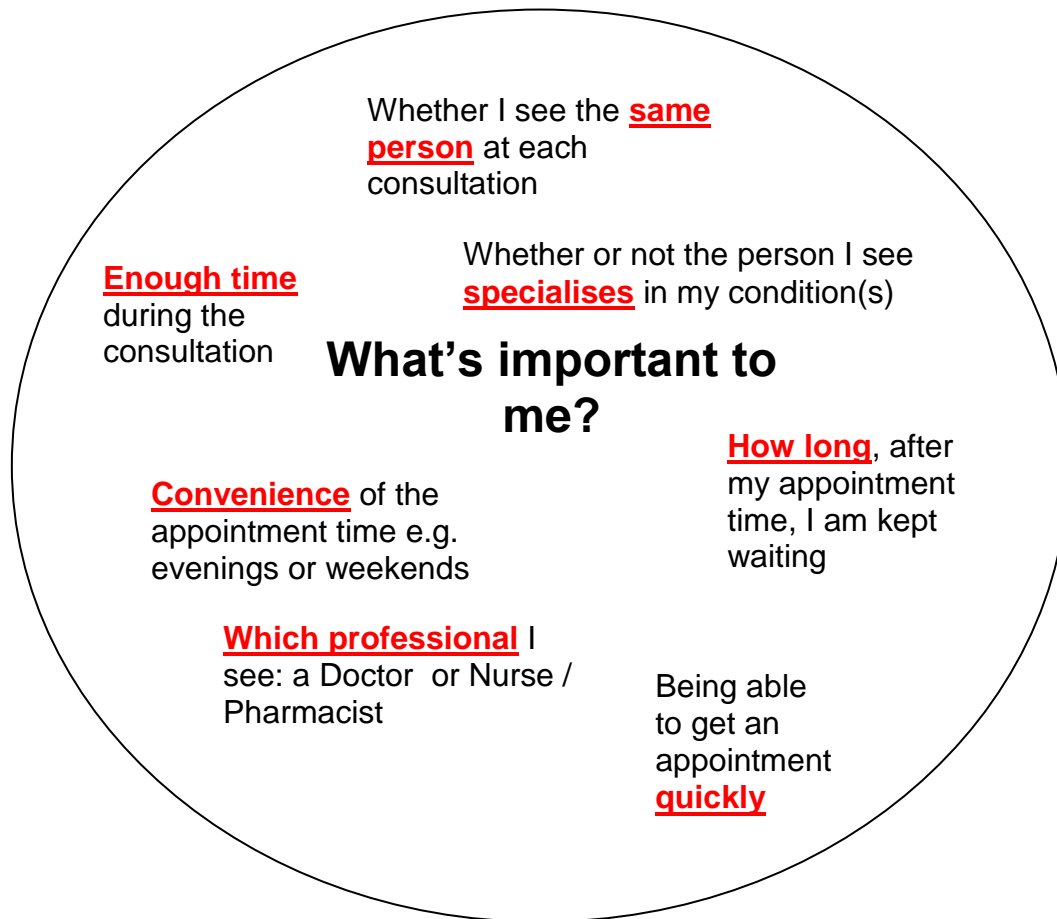 Whether I see the same
person at each
consultation
Whether or not the person I see
specialises in my condition(s)
Enough time
during the
consultation
What’s important to
me?
How long, after
my appointment
time, I am kept
waiting
Convenience of the
appointment time e.g.
evenings or weekends
Which professional I
see: a Doctor or Nurse /
Pharmacist
Being able
to get an
appointment
quickly